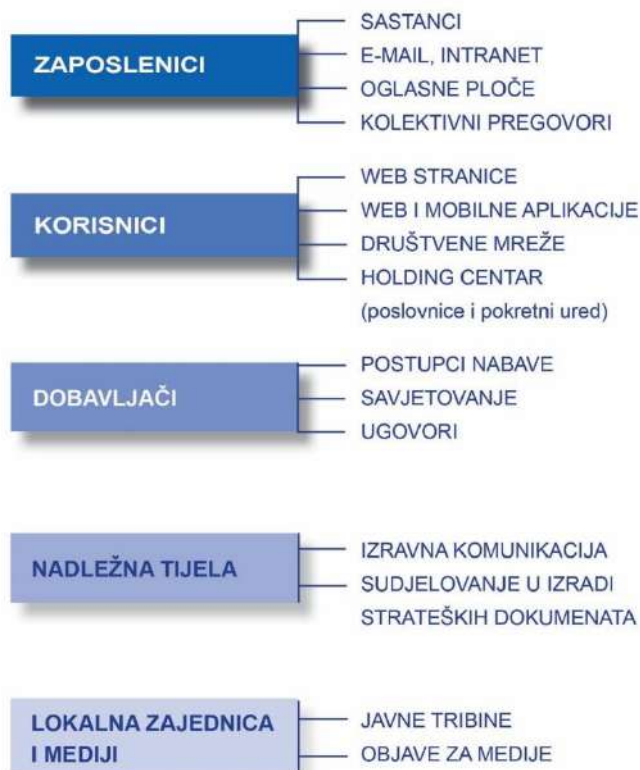 ZAPOSLENICI
SASTANCI
E-MAIL, INTRANET
OGLASNE PLOČE
KOLEKTIVNI PREGOVORI
KORISNICI
WEB STRANICE
WEB I MOBILNE APLIKACIJE
DRUŠTVENE MREŽE
HOLDING CENTAR
(poslovnice i pokretni ured)
DOBAVLJAČI
POSTUPCI NABAVE
SAVJETOVANJE
UGOVORI
NADLEŽNA TIJELA
IZRAVNA KOMUNIKACIJA
SUDJELOVANJE U IZRADI
STRATEŠKIH DOKUMENATA
LOKALNA ZAJEDNICA
I MEDIJI
JAVNE TRIBINE
OBJAVE ZA MEDIJE